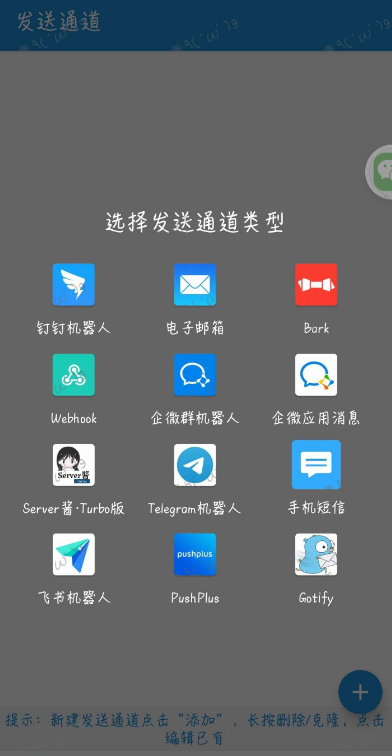 发送通道
选择发送通道类型
钉钉机器人
电子邮箱
Bark
Webhook
企微群机器人
企微应用消息
Server酱
Server酱·Turbo版
Telegram机器人
手机短信
pushplus
飞书机器人
PushPlus
Gotify
提示：新建发送通道点击“添加”，长按删除/克隆，点击
编辑已有